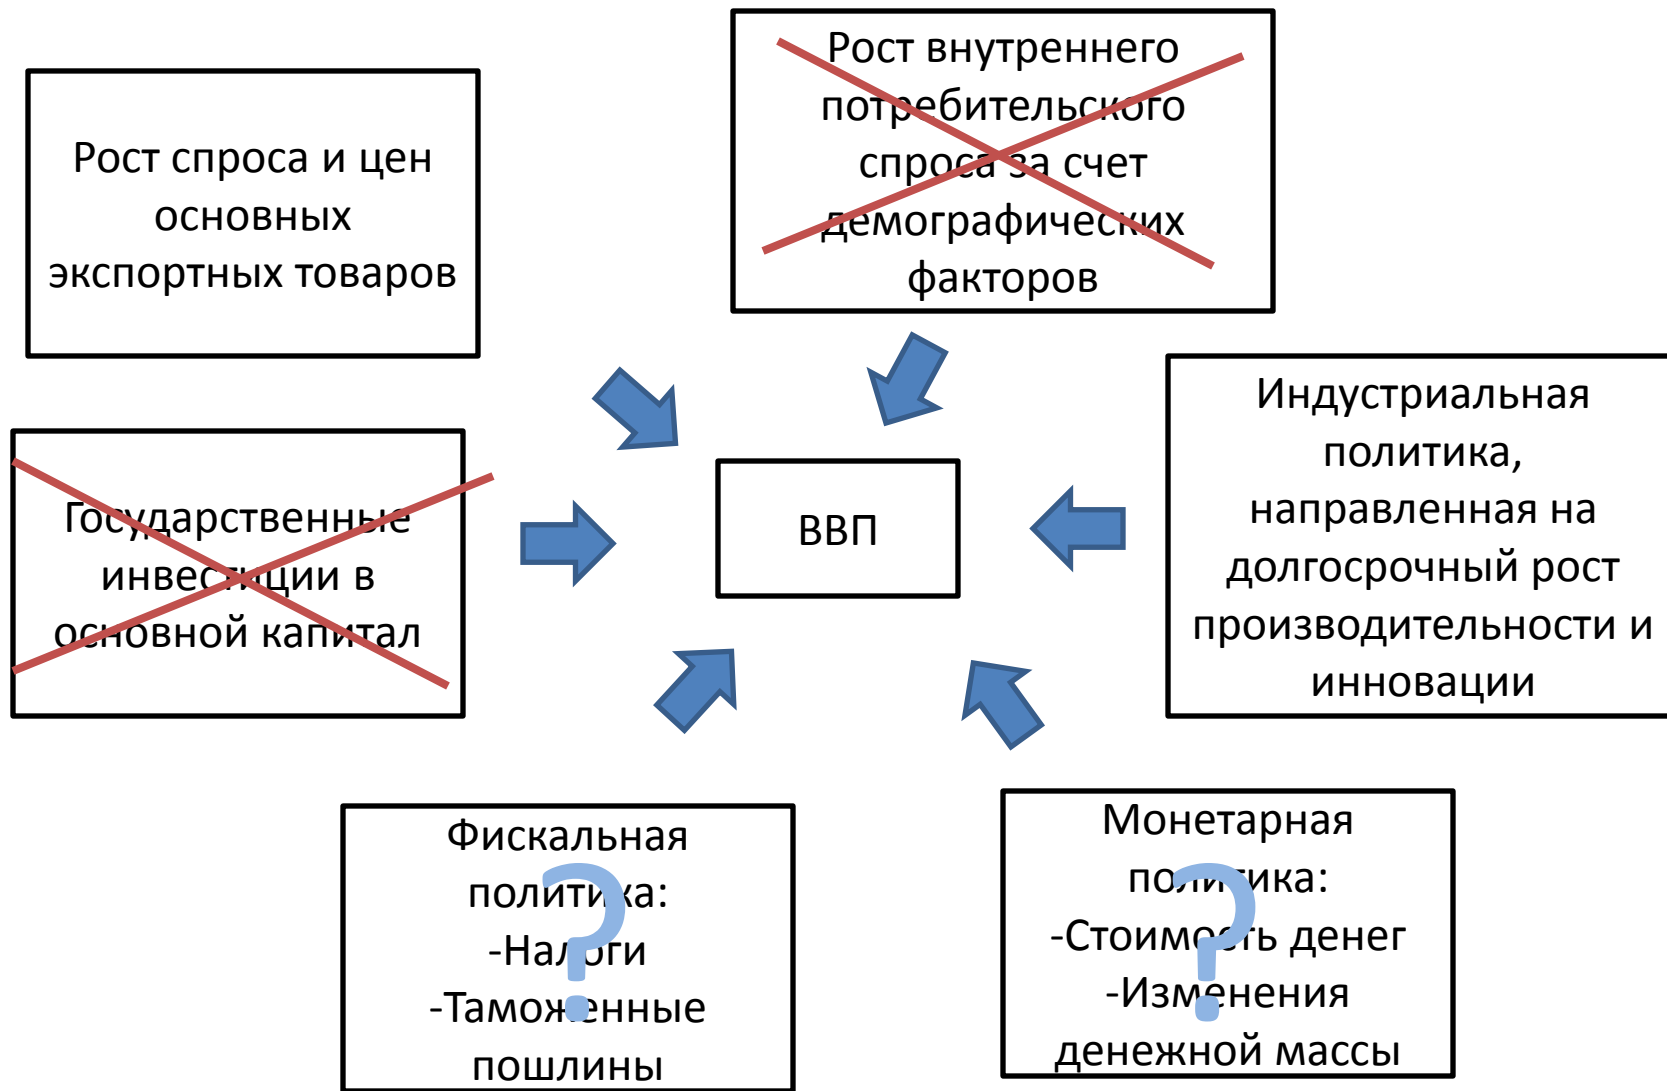 Рост внутреннего
потребительского
спроса за счет
демографических
факторов
Рост спроса и цен
основных
экспортных товаров
Индустриальная
политика,
направленная на
долгосрочный рост
производительности и
инновации
Государственные
инвестиции в
основной капитал
ВВП
Фискальная
политика:
-Налоги
-Таможенные
пошлины
?
Монетарная
политика:
-Стоимость денег
-Изменения
денежной массы
?